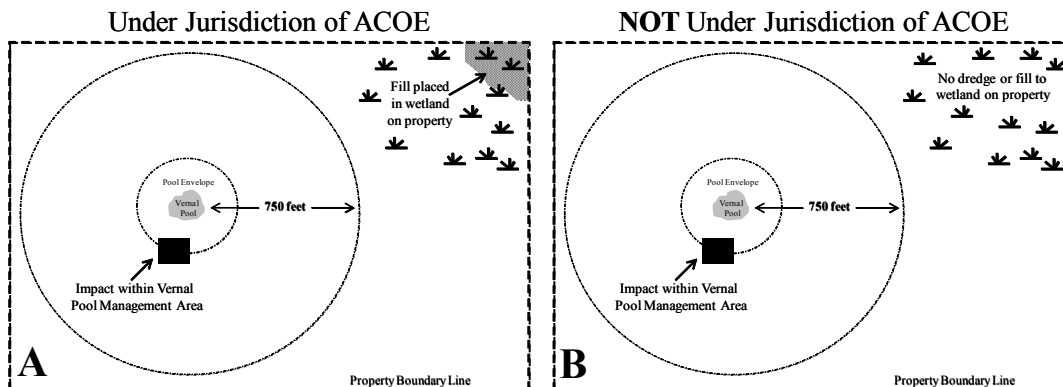 Under Jurisdiction of ACOE
Fill placed
in wetland
on property
Pool Envelope
Vernal
Pool
750 feet
Impact within Vernal
Pool Management Area
A
Property Boundary Line
NOT Under Jurisdiction of ACOE
No dredge or fill to
wetland on property
Pool Envelope
Vernal
Pool
750 feet
Impact within Vernal
Pool Management Area
B
Property Boundary Line